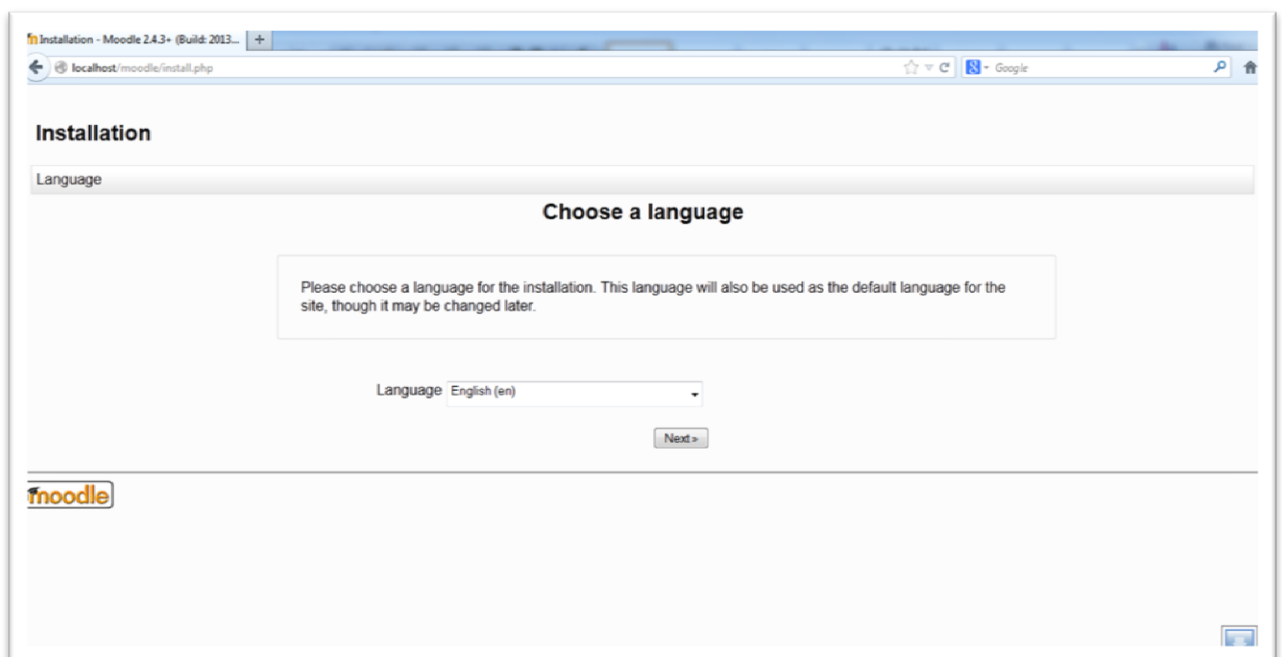 Installation - Moodle 2.4.3+ (Build: 2013...
localhost/moodle/install.php
Google
Installation
Language
Choose a language
Please choose a language for the installation. This language will also be used as the default language for the
site, though it may be changed later.
Language English (en)
Next »
moodle